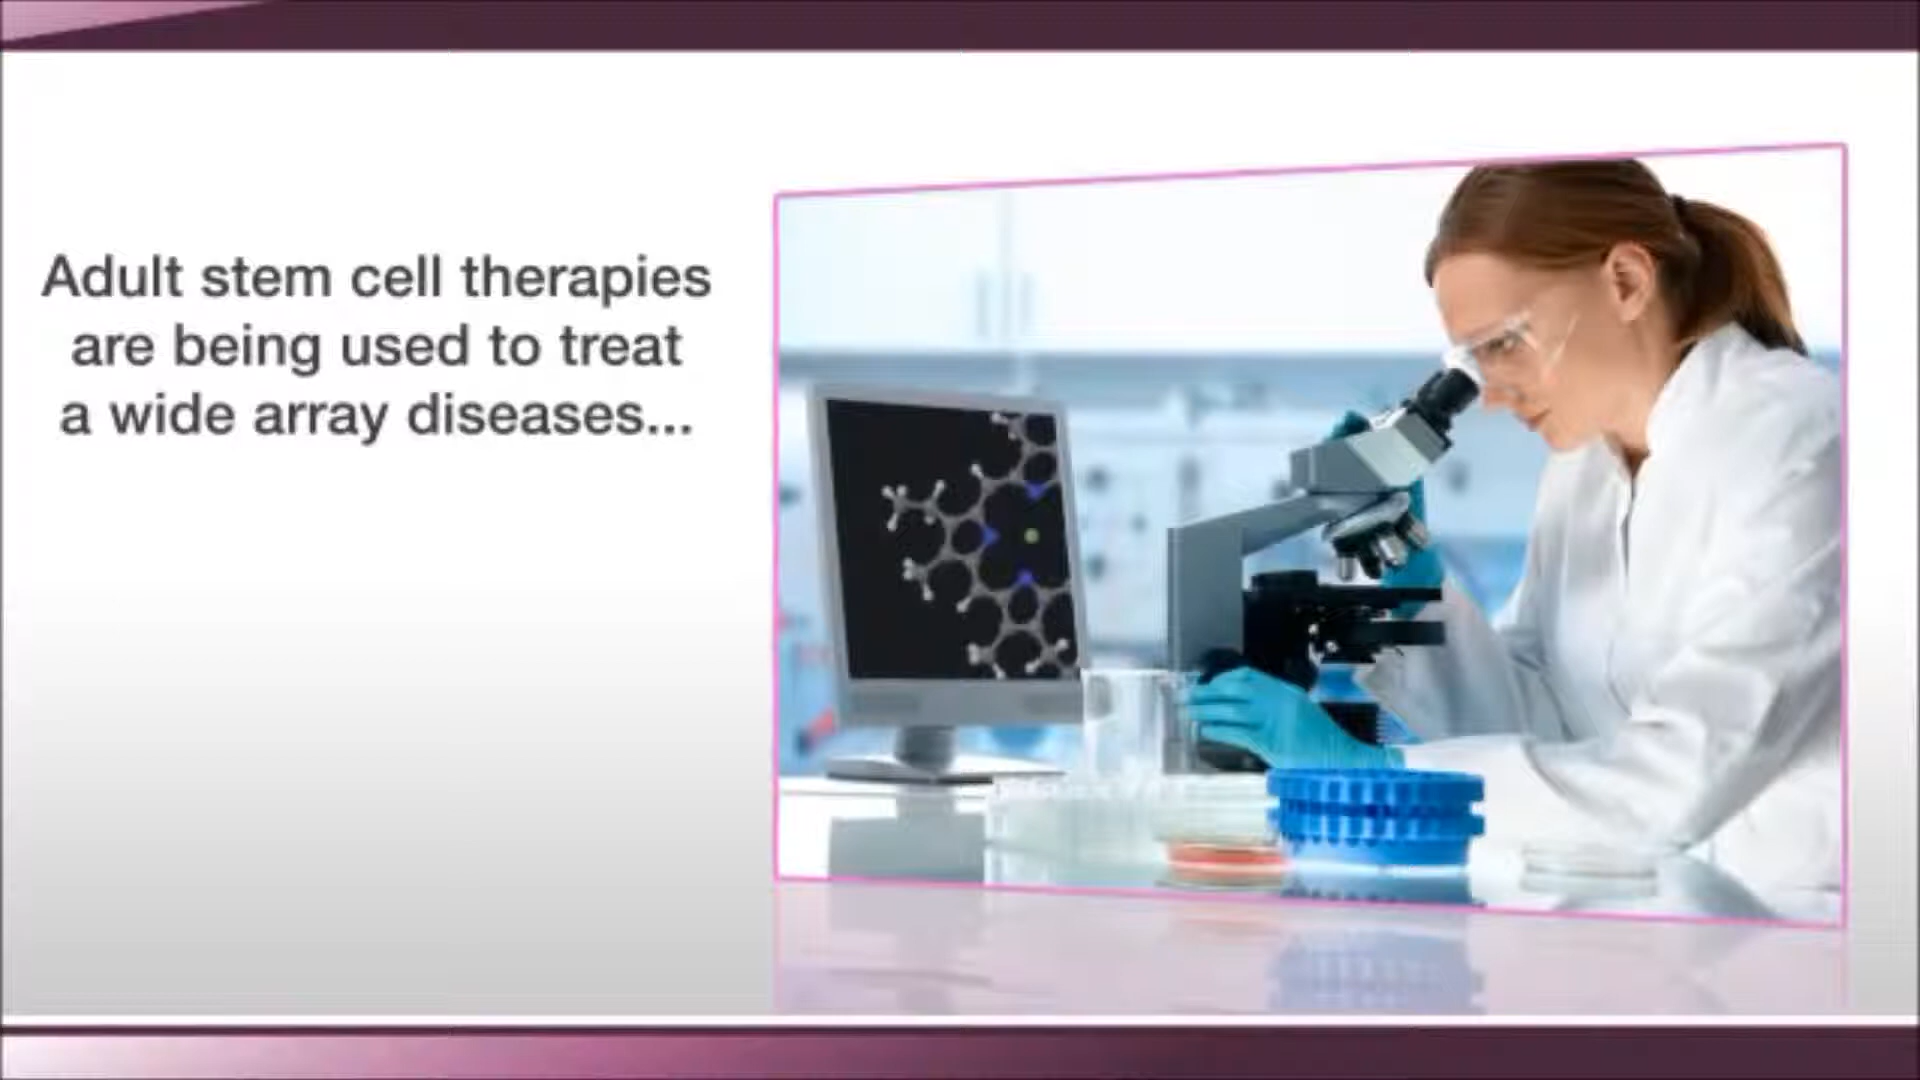 Adult stem cell therapies
are being used to treat
a wide array diseases...